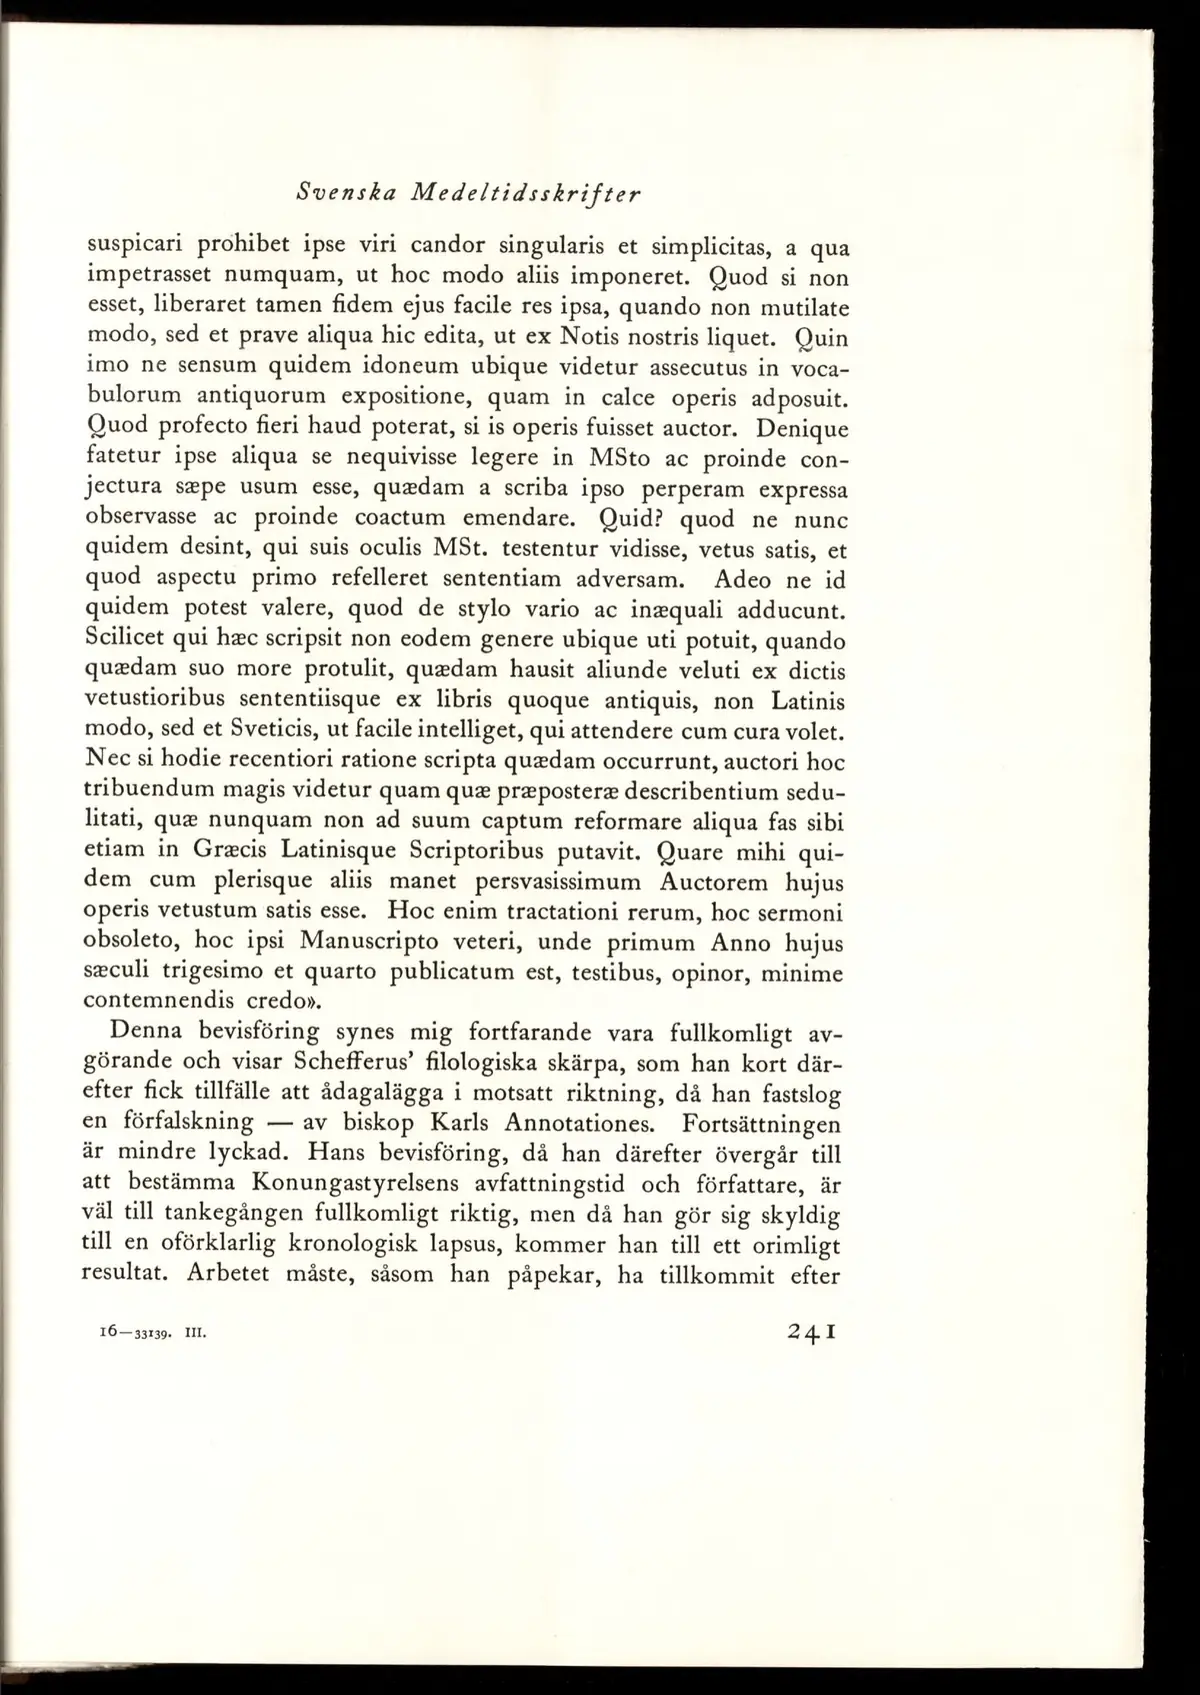 Svenska Medeltidsskrifter
suspicari prohibet ipse viri candor singularis et simplicitas, a qua
impetrasset numquam, ut hoc modo aliis imponeret. Quod si non
esset, liberaret tamen fidem ejus facile res ipsa, quando non mutilate
modo, sed et prave aliqua hic edita, ut ex Notis nostris liquet. Quin
imo ne sensum quidem idoneum ubique videtur assecutus in voca-
bulorum antiquorum expositione, quam in calce operis adposuit.
Quod profecto fieri haud poterat, si is operis fuisset auctor. Denique
fatetur ipse aliqua se nequivisse legere in MSto ac proinde con-
jectura sæpe usum esse, quædam a scriba ipso perperam expressa
observasse ac proinde coactum emendare. Quid? quod ne nunc
quidem desint, qui suis oculis MSt. testentur vidisse, vetus satis, et
quod aspectu primo refelleret sententiam adversam. Adeo ne id
quidem potest valere, quod de stylo vario ac inæquali adducunt.
Scilicet qui hæc scripsit non eodem genere ubique uti potuit, quando
quædam suo more protulit, quædam hausit aliunde veluti ex dictis
vetustioribus sententiisque ex libris quoque antiquis, non Latinis
modo, sed et Sveticis, ut facile intelliget, qui attendere cum cura volet.
Nec si hodie recentiori ratione scripta quædam occurrunt, auctori hoc
tribuendum magis videtur quam quæ præposteræ describentium sedu-
litati, quæ nunquam non ad suum captum reformare aliqua fas sibi
etiam in Græcis Latinisque Scriptoribus putavit. Quare mihi qui-
dem cum plerisque aliis manet persvasissimum Auctorem hujus
operis vetustum satis esse. Hoc enim tractationi rerum, hoc sermoni
obsoleto, hoc ipsi Manuscripto veteri, unde primum Anno hujus
sæculi trigesimo et quarto publicatum est, testibus, opinor, minime
contemnendis credo».
Denna bevisföring synes mig fortfarande vara fullkomligt av-
görande och visar Schefferus’ filologiska skärpa, som han kort där-
efter fick tillfälle att ådagalägga i motsatt riktning, då han fastslog
en förfalskning — av biskop Karls Annotationes. Fortsättningen
är mindre lyckad. Hans bevisföring, då han därefter övergår till
att bestämma Konungastyrelsens avfattningstid och författare, är
väl till tankegången fullkomligt riktig, men då han gör sig skyldig
till en oförklarlig kronologisk lapsus, kommer han till ett orimligt
resultat. Arbetet måste, såsom han påpekar, ha tillkommit efter
16—33139. III.
241